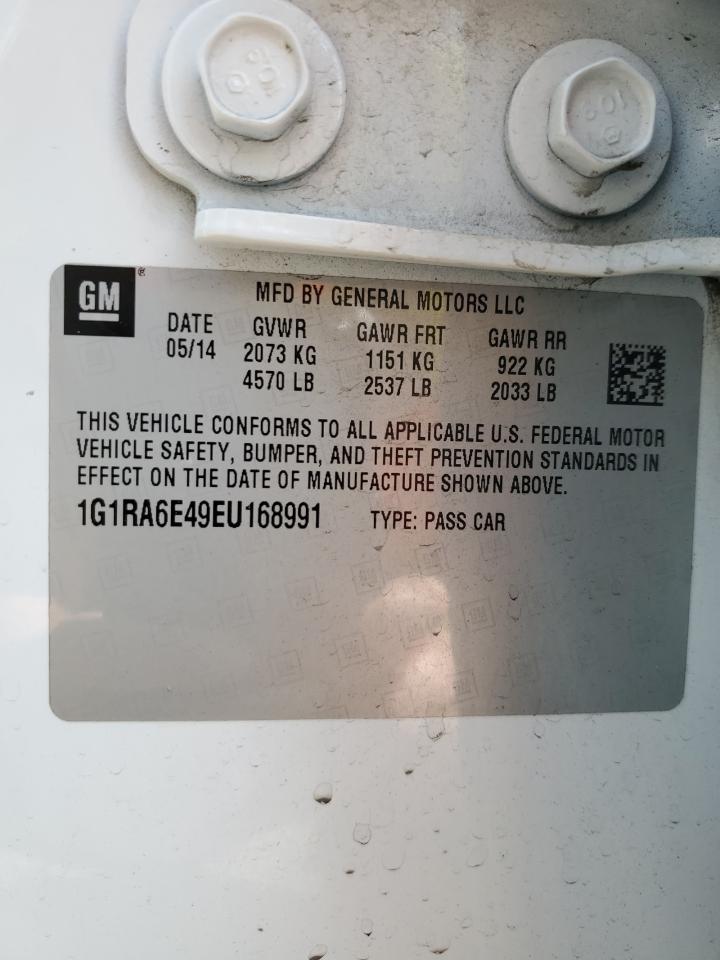 GM
®
MFD BY GENERAL MOTORS LLC
DATE GVWR GAWR FRT GAWR RR
05/14 2073 KG 1151 KG 922 KG
4570 LB 2537 LB 2033 LB
THIS VEHICLE CONFORMS TO ALL APPLICABLE U.S. FEDERAL MOTOR
VEHICLE SAFETY, BUMPER, AND THEFT PREVENTION STANDARDS IN
EFFECT ON THE DATE OF MANUFACTURE SHOWN ABOVE.
1G1RA6E49EU168991 TYPE: PASS CAR